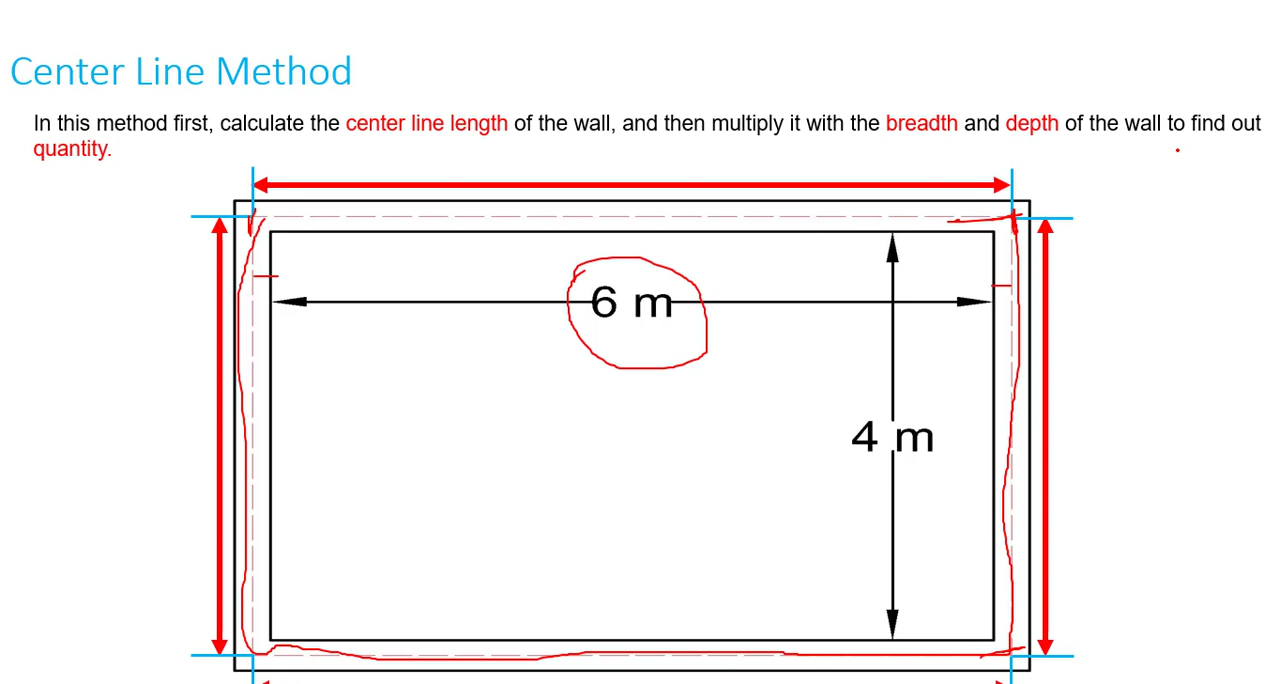 Center Line Method
In this method first, calculate the center line length of the wall, and then multiply it with the breadth and depth of the wall to find out
quantity.
6 m
4 m